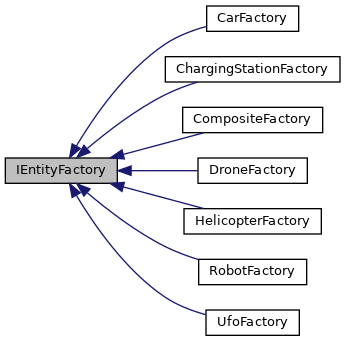 CarFactory
ChargingStationFactory
CompositeFactory
IEntityFactory
DroneFactory
HelicopterFactory
RobotFactory
UfoFactory